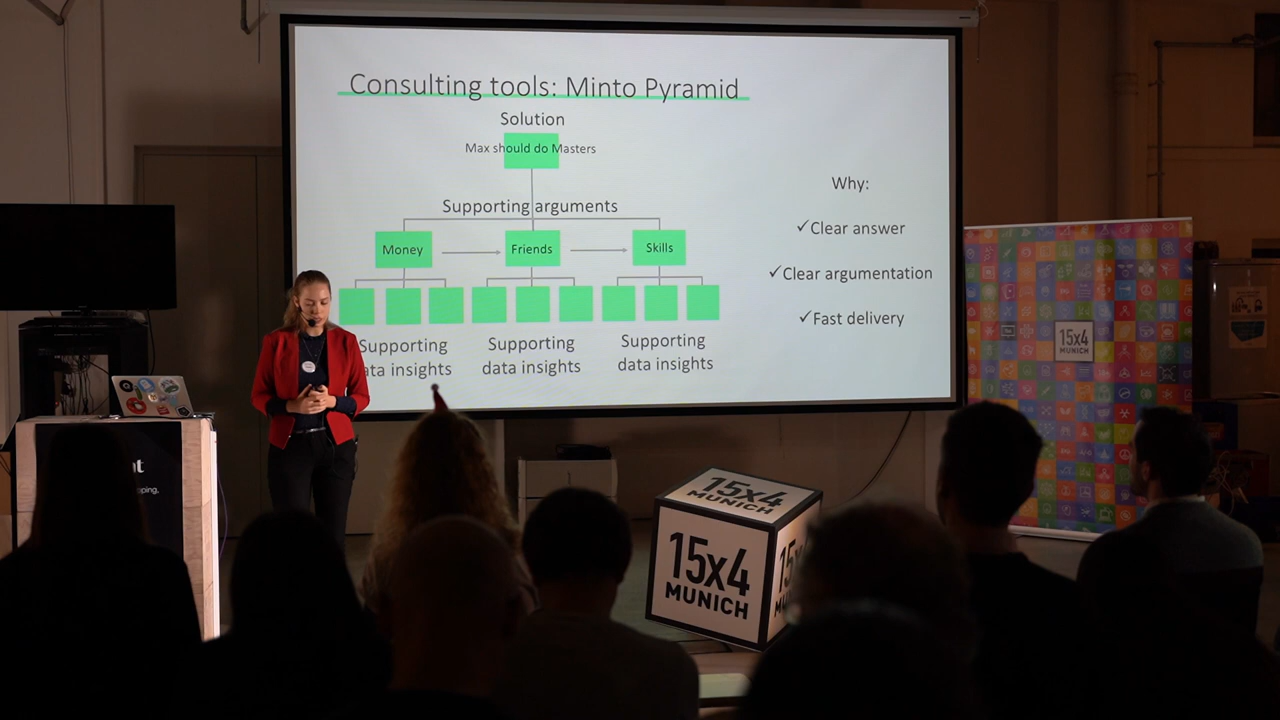 Consulting tools: Minto Pyramid
Solution
Max should do Masters
Supporting arguments
Money
Friends
Skills
Supporting
data insights
Supporting
data insights
Supporting
data insights
Why:
✓Clear answer
✓Clear argumentation
✓Fast delivery
15x4
MUNICH
15x4
MUNICH
15x4
MUNICH